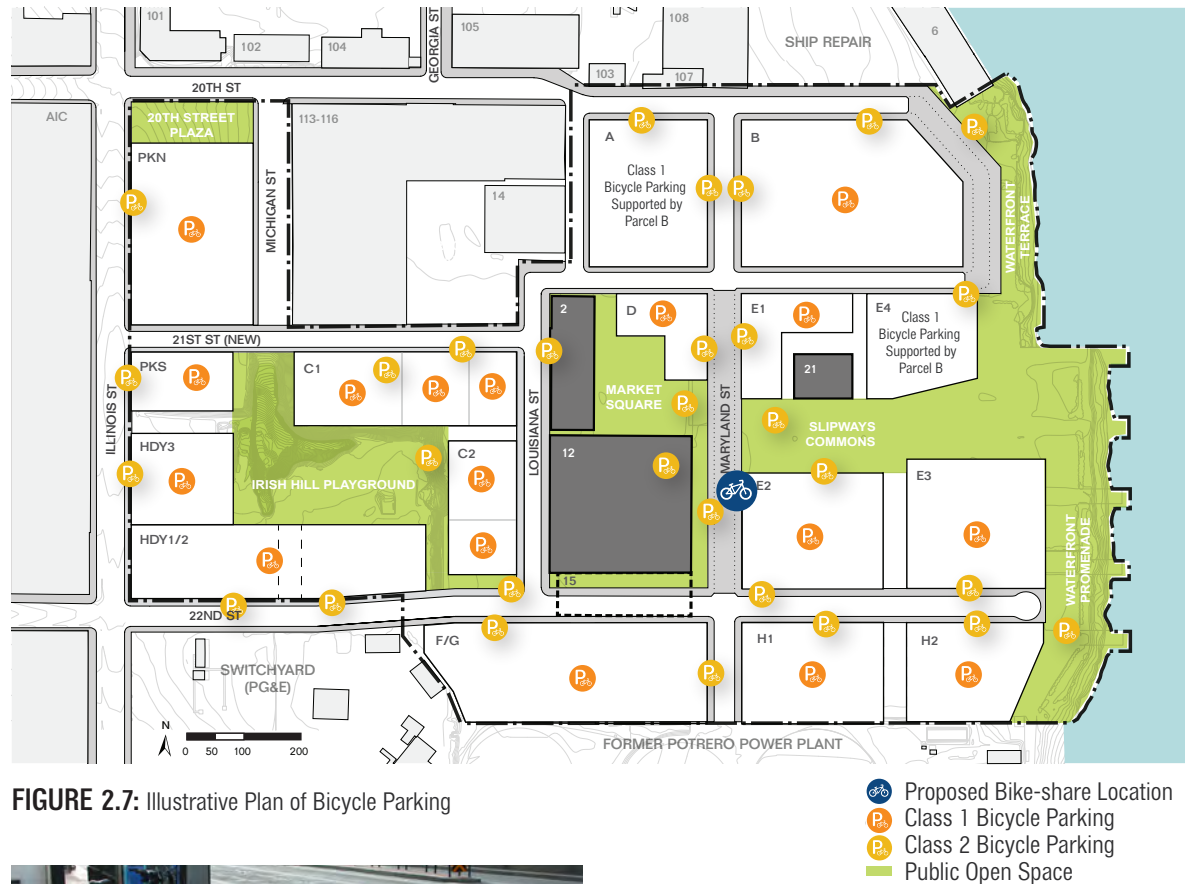 101
102
104
GEORGIA ST
105
108
103
107
SHIP REPAIR
6
20TH ST
AIC
20TH STREET
PLAZA
PKN
MICHIGAN ST
113-116
14
A
Class 1
Bicycle Parking
Supported by
Parcel B
B
WATERFRONT
TERRACE
21ST ST (NEW)
2
D
E1
E4
Class 1
Bicycle Parking
Supported by
Parcel B
21
PKS
C1
ILLINOIS ST
LOUISIANA ST
MARKET
SQUARE
MARYLAND ST
SLIPWAYS
COMMONS
HDY3
IRISH HILL PLAYGROUND
C2
12
E2
E3
HDY1/2
15
WATERFRONT
PROMENADE
22ND ST
F/G
H1
H2
SWITCHYARD
(PG&E)
N
0 50 100 200
FORMER POTRERO POWER PLANT
FIGURE 2.7: Illustrative Plan of Bicycle Parking
Proposed Bike-share Location
P Class 1 Bicycle Parking
P Class 2 Bicycle Parking
Public Open Space